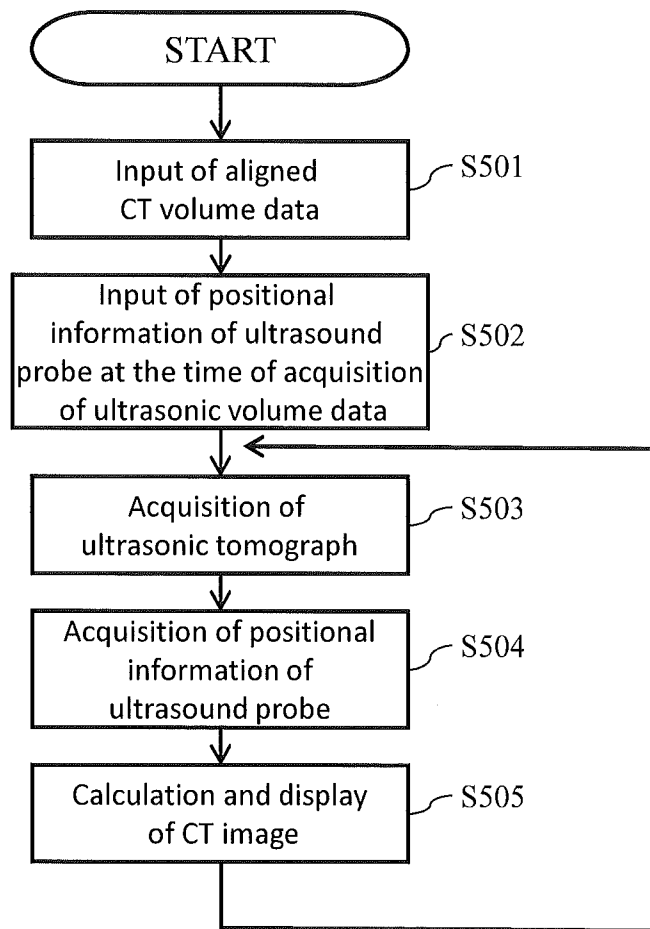 START
Input of aligned
CT volume data
S501
Input of positional
information of ultrasound
probe at the time of acquisition
of ultrasonic volume data
S502
Acquisition of
ultrasonic tomograph
S503
Acquisition of positional
information of
ultrasound probe
S504
Calculation and display
of CT image
S505